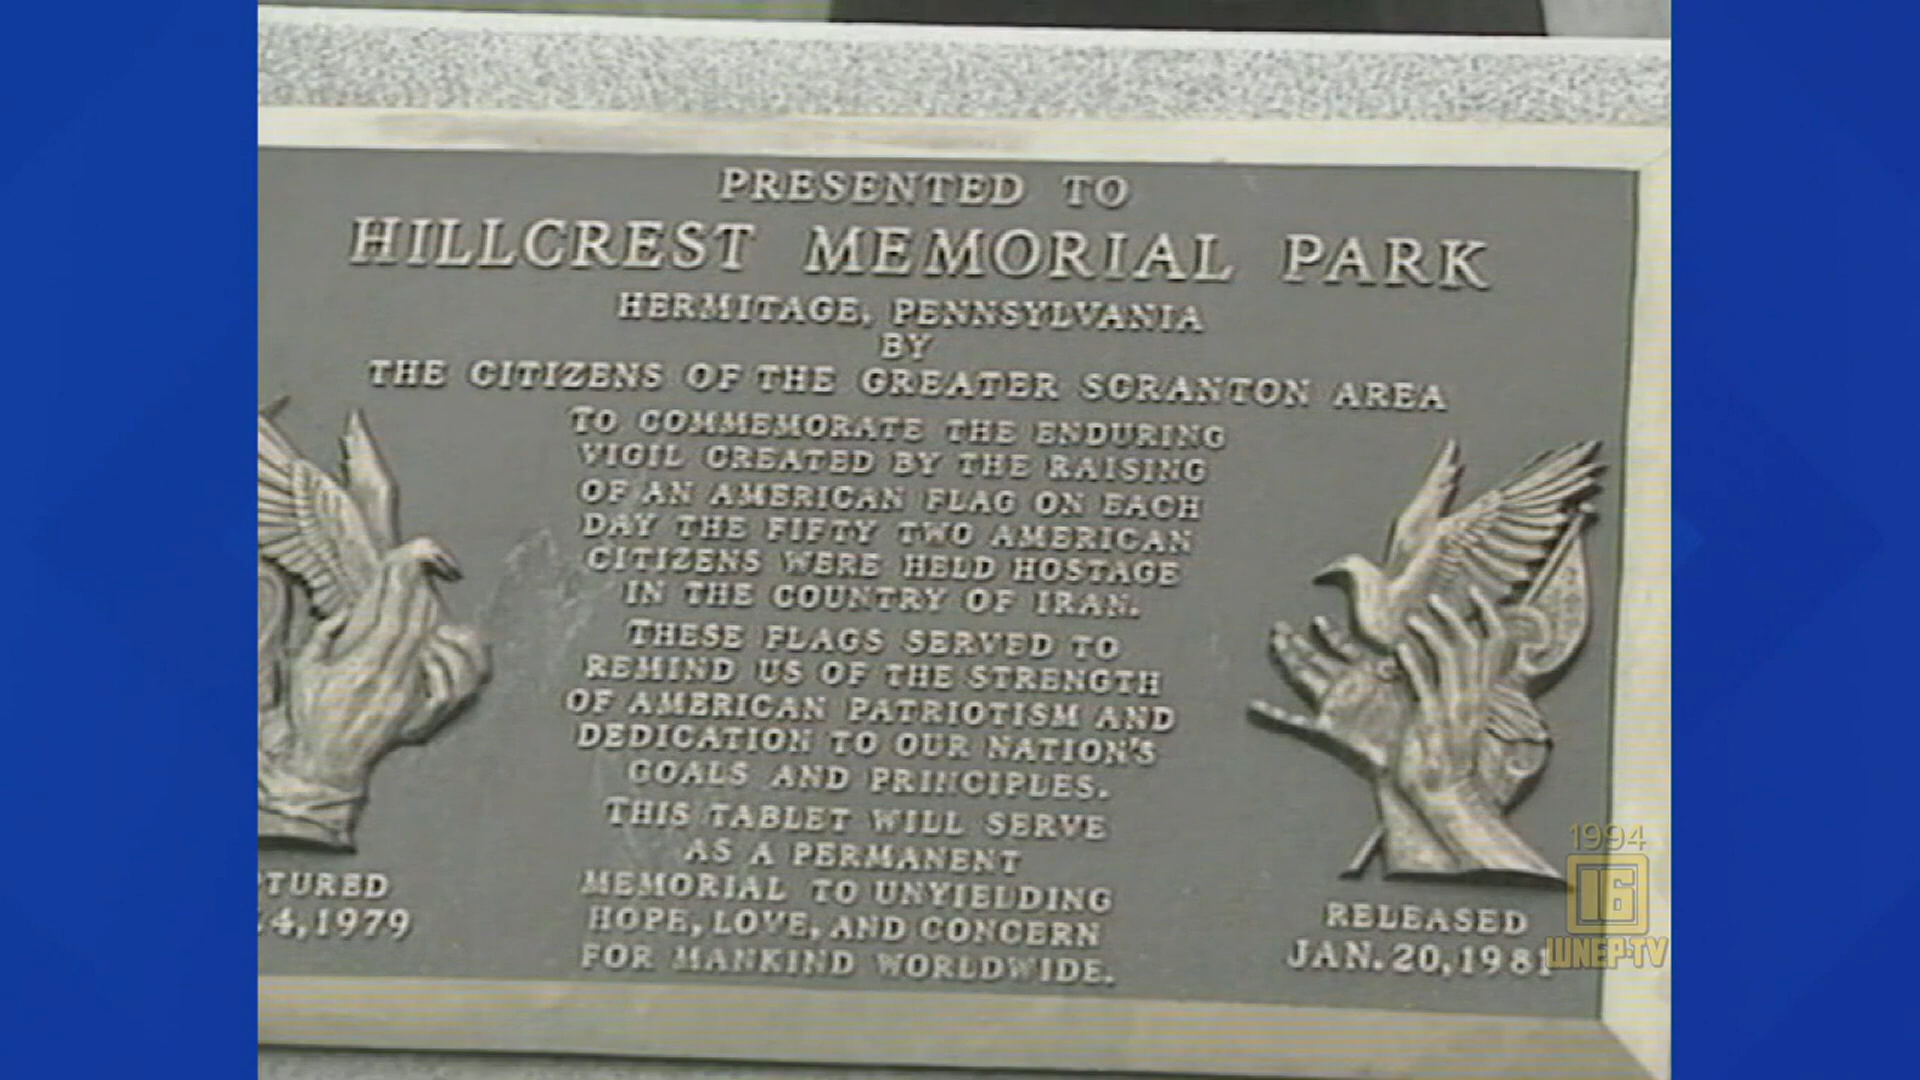 PRESENTED TO
HILLCREST MEMORIAL PARK
HERMITAGE, PENNSYLVANIA
BY
THE CITIZENS OF THE GREATER SCRANTON AREA
TO COMMEMORATE THE ENDURING
VIGIL CREATED BY THE RAISING
OF AN AMERICAN FLAG ON EACH
DAY THE FIFTY TWO AMERICAN
CITIZENS WERE HELD HOSTAGE
IN THE COUNTRY OF IRAN.
THESE FLAGS SERVED TO
REMIND US OF THE STRENGTH
OF AMERICAN PATRIOTISM AND
DEDICATION TO OUR NATION'S
GOALS AND PRINCIPLES.
THIS TABLET WILL SERVE
AS A PERMANENT
MEMORIAL TO UNYIELDING
HOPE, LOVE, AND CONCERN
FOR MANKIND WORLDWIDE.
TURED
4,1979
RELEASED
JAN.20,1981
1994
16
WNEP-TV